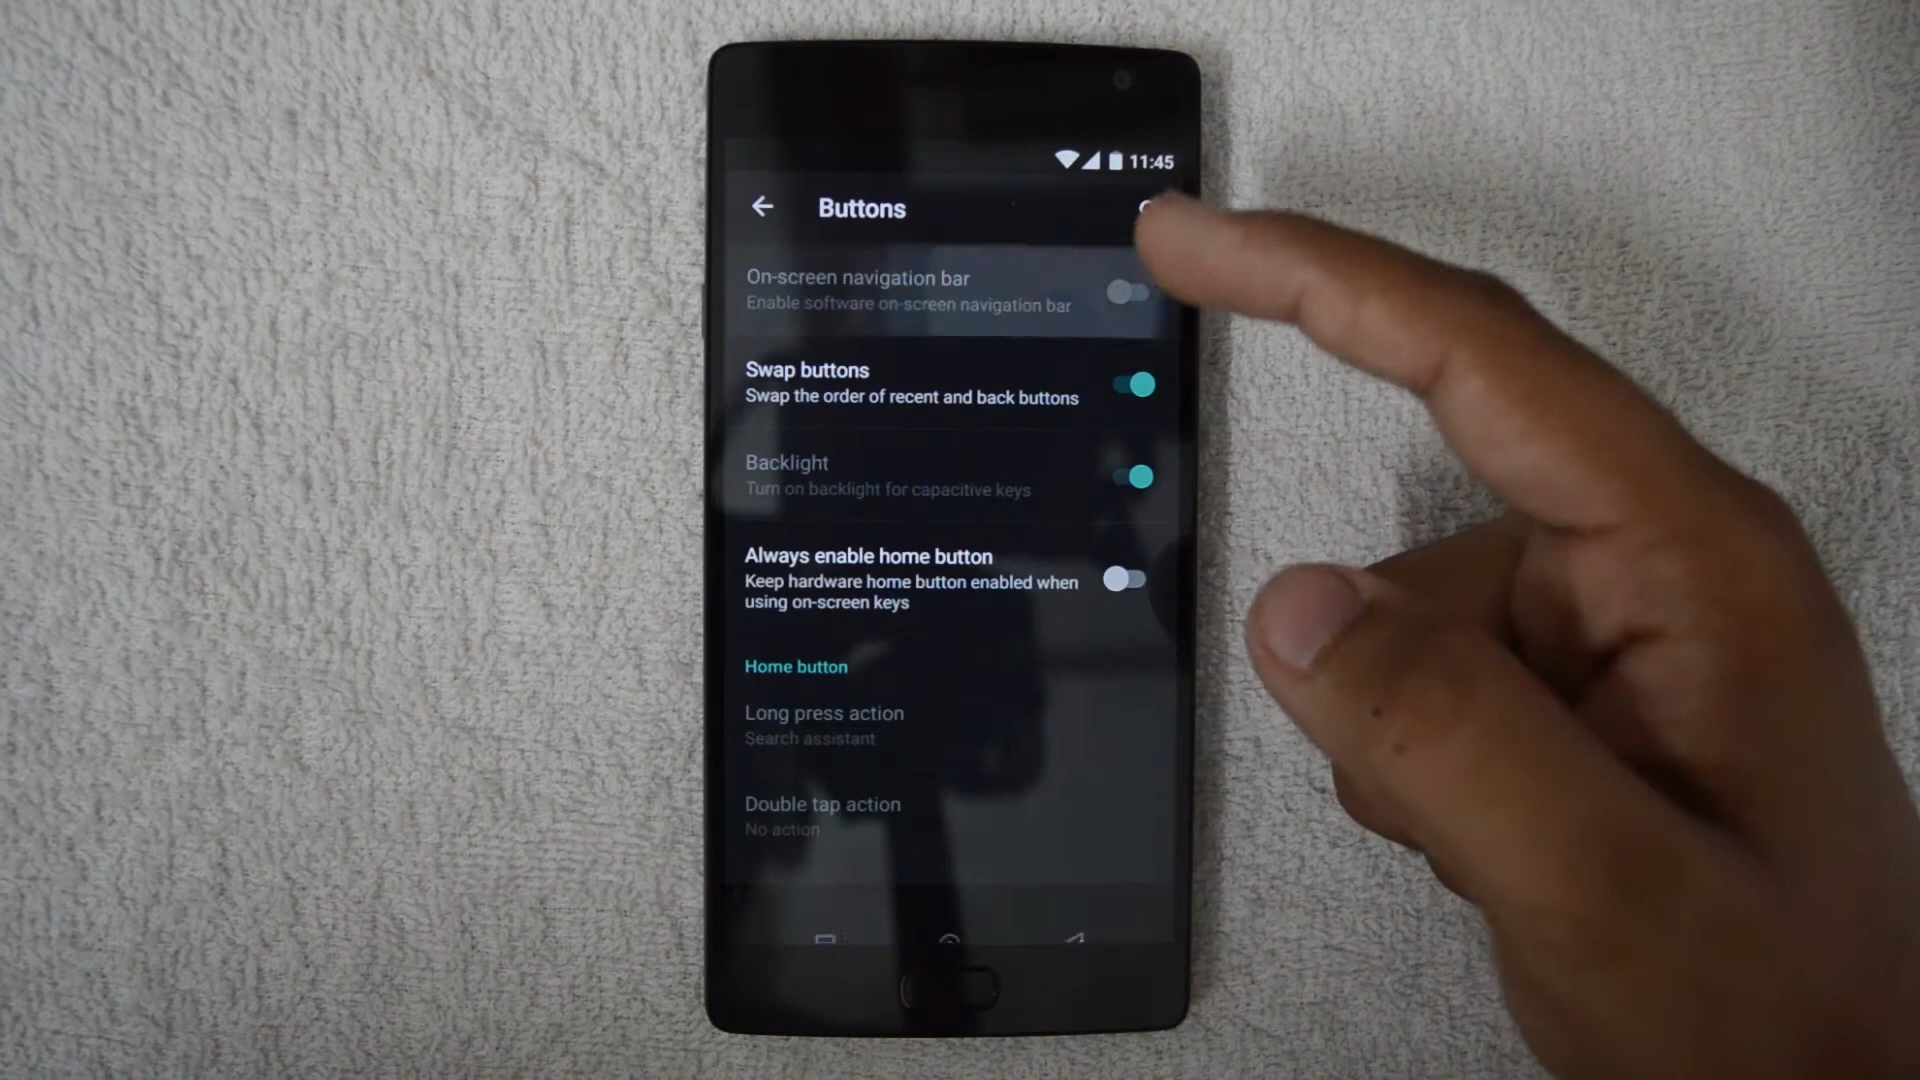 11:45
Buttons
On-screen navigation bar
Enable software on-screen navigation bar
Swap buttons
Swap the order of recent and back buttons
Backlight
Turn on backlight for capacitive keys
Always enable home button
Keep hardware home button enabled when
using on-screen keys
Home button
Long press action
Search assistant
Double tap action
No action